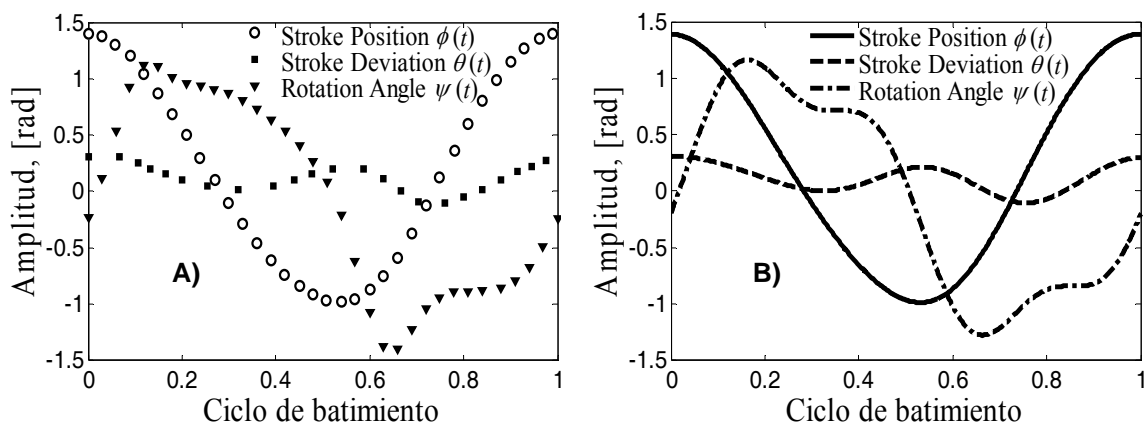 Stroke Position ϕ(t)
Stroke Deviation θ(t)
Rotation Angle ψ(t)
1.5
1
0.5
0
-0.5
-1
-1.5
Amplitud, [rad]
A)
0 0.2 0.4 0.6 0.8 1
Ciclo de batimiento
Stroke Position ϕ(t)
Stroke Deviation θ(t)
Rotation Angle ψ(t)
1.5
1
0.5
0
-0.5
-1
-1.5
Amplitud, [rad]
B)
0 0.2 0.4 0.6 0.8 1
Ciclo de batimiento